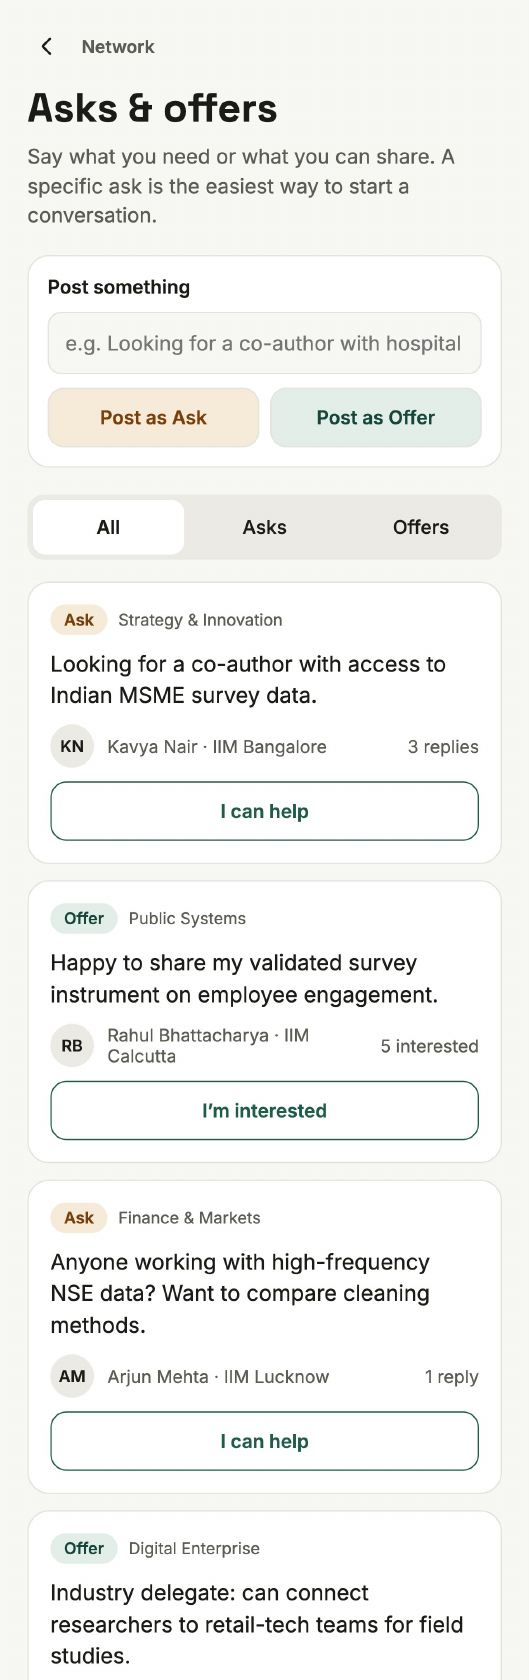 Network
Asks & offers
Say what you need or what you can share. A
specific ask is the easiest way to start a
conversation.
Post something
e.g. Looking for a co-author with hospital
Post as Ask
Post as Offer
All
Asks
Offers
Ask
Strategy & Innovation
Looking for a co-author with access to
Indian MSME survey data.
KN
Kavya Nair · IIM Bangalore
3 replies
I can help
Offer
Public Systems
Happy to share my validated survey
instrument on employee engagement.
RB
Rahul Bhattacharya · IIM
Calcutta
5 interested
I’m interested
Ask
Finance & Markets
Anyone working with high-frequency
NSE data? Want to compare cleaning
methods.
AM
Arjun Mehta · IIM Lucknow
1 reply
I can help
Offer
Digital Enterprise
Industry delegate: can connect
researchers to retail-tech teams for field
studies.